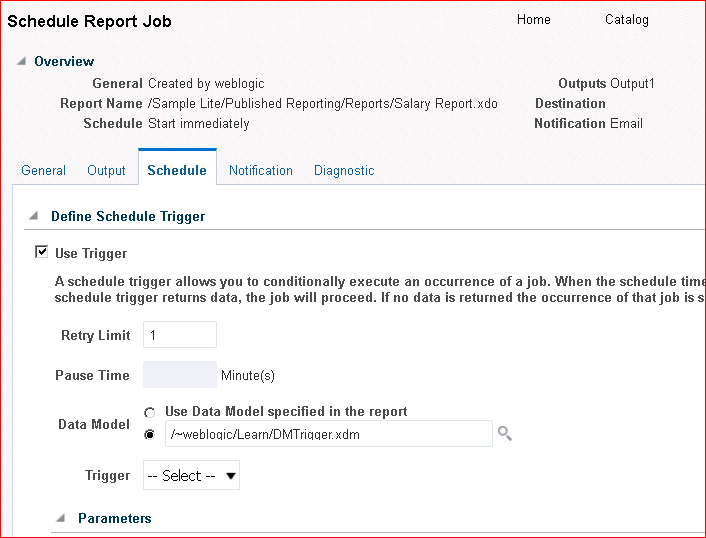 Schedule Report Job Home Catalog
Overview
General Created by weblogic Outputs Output1
Report Name /Sample Lite/Published Reporting/Reports/Salary Report.xdo Destination
Schedule Start immediately Notification Email
General Output Schedule Notification Diagnostic
Define Schedule Trigger
Use Trigger
A schedule trigger allows you to conditionally execute an occurrence of a job. When the schedule time
schedule trigger returns data, the job will proceed. If no data is returned the occurrence of that job is s
Retry Limit 1
Pause Time Minute(s)
Use Data Model specified in the report
Data Model
/~weblogic/Learn/DMTrigger.xdm
Trigger -- Select --
Parameters